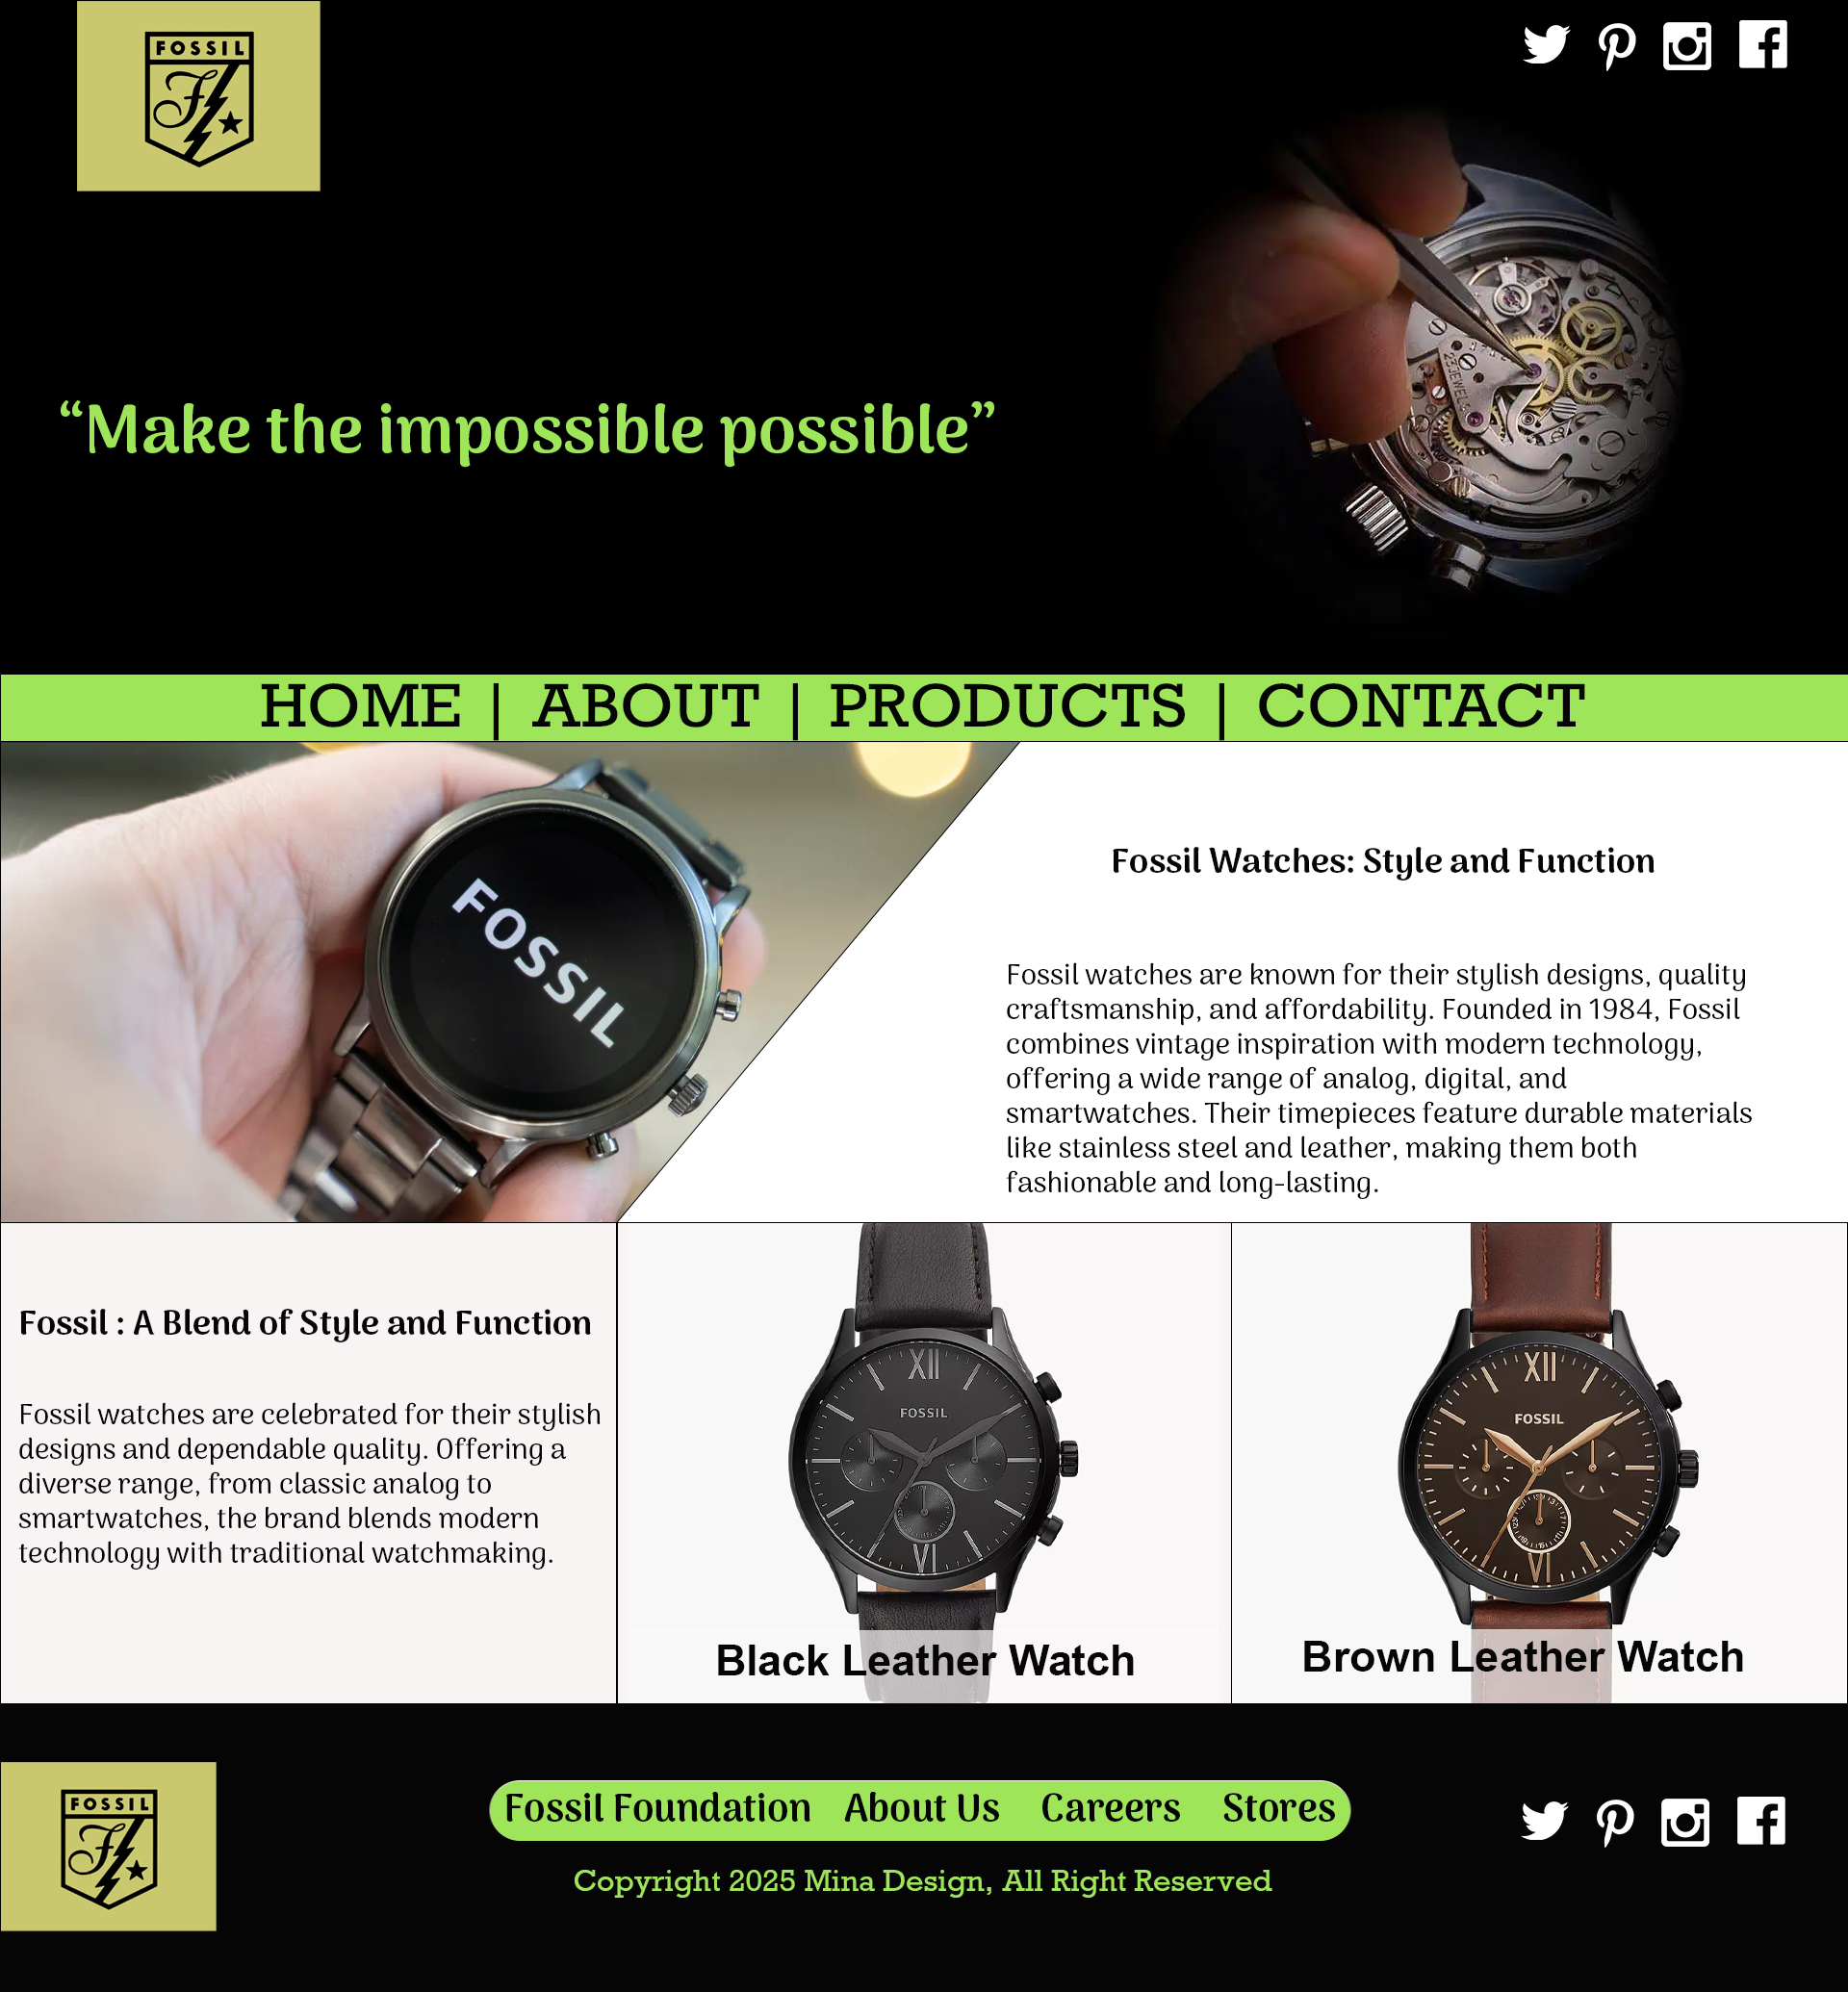 FOSSIL
F
23 JEWELS
“Make the impossible possible”
HOME | ABOUT | PRODUCTS | CONTACT
FOSSIL
Fossil Watches: Style and Function
Fossil watches are known for their stylish designs, quality
craftsmanship, and affordability. Founded in 1984, Fossil
combines vintage inspiration with modern technology,
offering a wide range of analog, digital, and
smartwatches. Their timepieces feature durable materials
like stainless steel and leather, making them both
fashionable and long-lasting.
Fossil : A Blend of Style and Function
Fossil watches are celebrated for their stylish
designs and dependable quality. Offering a
diverse range, from classic analog to
smartwatches, the brand blends modern
technology with traditional watchmaking.
XII
FOSSIL
VI
Black Leather Watch
XII
FOSSIL
VI
Brown Leather Watch
FOSSIL
F
Fossil Foundation About Us Careers Stores
Copyright 2025 Mina Design, All Right Reserved